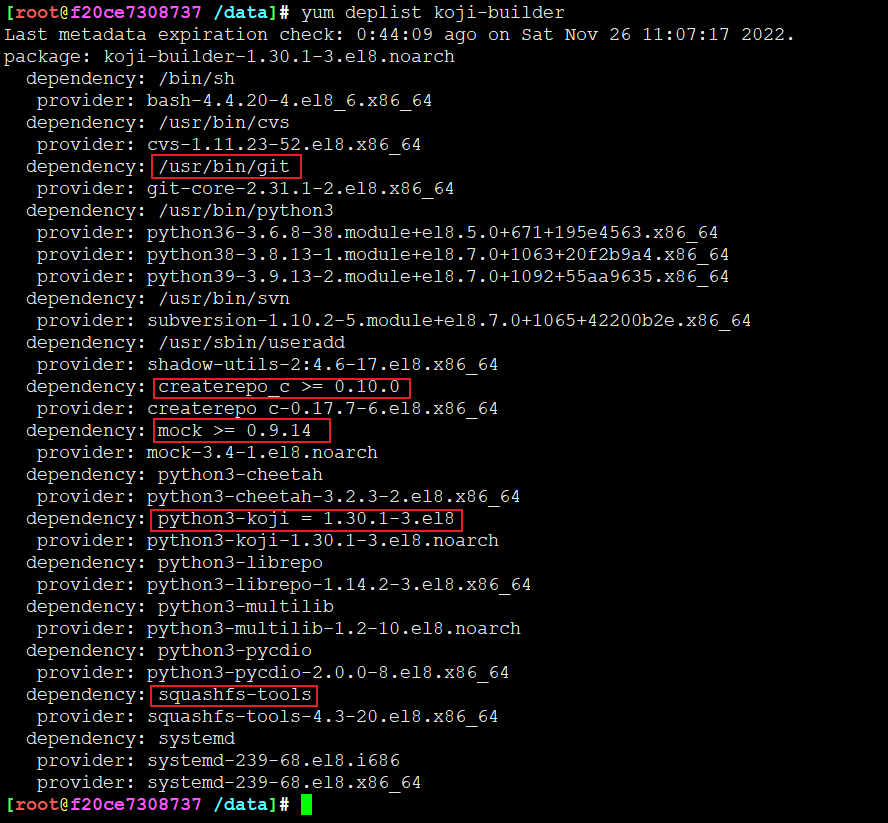 [root@f20ce7308737 /data]# yum deplist koji-builder
Last metadata expiration check: 0:44:09 ago on Sat Nov 26 11:07:17 2022.
package: koji-builder-1.30.1-3.el8.noarch
  dependency: /bin/sh
   provider: bash-4.4.20-4.el8_6.x86_64
  dependency: /usr/bin/cvs
   provider: cvs-1.11.23-52.el8.x86_64
  dependency: /usr/bin/git
   provider: git-core-2.31.1-2.el8.x86_64
  dependency: /usr/bin/python3
   provider: python36-3.6.8-38.module+el8.5.0+671+195e4563.x86_64
   provider: python38-3.8.13-1.module+el8.7.0+1063+20f2b9a4.x86_64
   provider: python39-3.9.13-2.module+el8.7.0+1092+55aa9635.x86_64
  dependency: /usr/bin/svn
   provider: subversion-1.10.2-5.module+el8.7.0+1065+42200b2e.x86_64
  dependency: /usr/sbin/useradd
   provider: shadow-utils-2:4.6-17.el8.x86_64
  dependency: createrepo_c >= 0.10.0
   provider: createrepo_c-0.17.7-6.el8.x86_64
  dependency: mock >= 0.9.14
   provider: mock-3.4-1.el8.noarch
  dependency: python3-cheetah
   provider: python3-cheetah-3.2.3-2.el8.x86_64
  dependency: python3-koji = 1.30.1-3.el8
   provider: python3-koji-1.30.1-3.el8.noarch
  dependency: python3-librepo
   provider: python3-librepo-1.14.2-3.el8.x86_64
  dependency: python3-multilib
   provider: python3-multilib-1.2-10.el8.noarch
  dependency: python3-pycdio
   provider: python3-pycdio-2.0.0-8.el8.x86_64
  dependency: squashfs-tools
   provider: squashfs-tools-4.3-20.el8.x86_64
  dependency: systemd
   provider: systemd-239-68.el8.i686
   provider: systemd-239-68.el8.x86_64
[root@f20ce7308737 /data]#